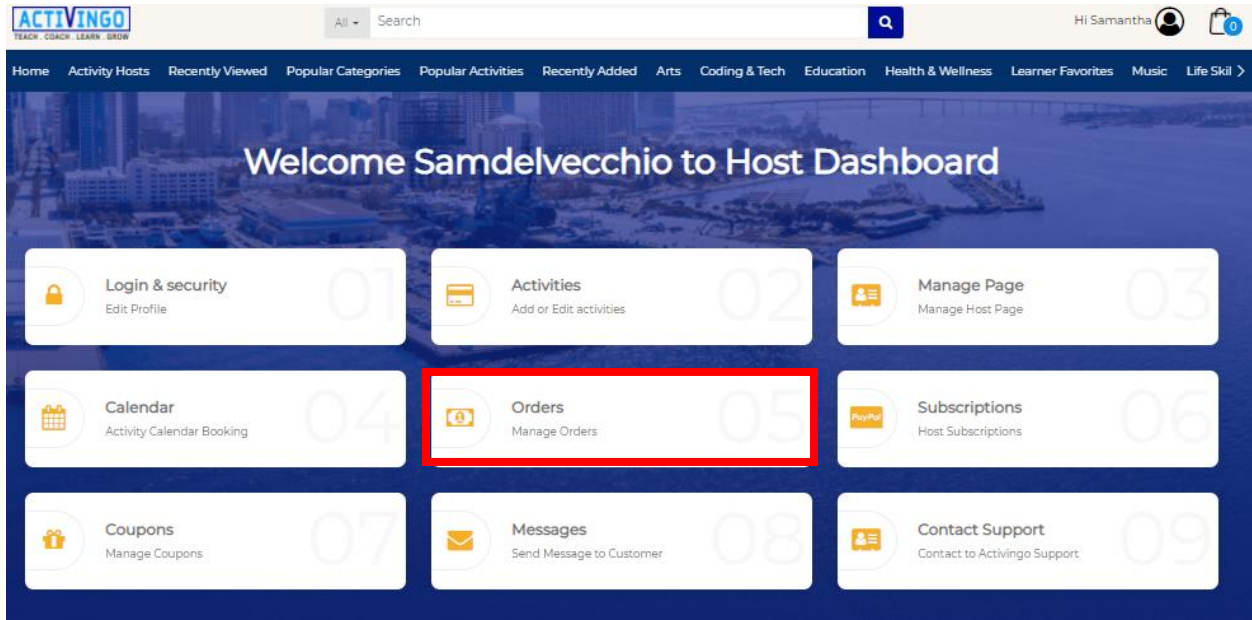 ACTIVINGO
TEACH . COACH . LEARN . GROW
All Search
Hi Samantha 0
Home Activity Hosts Recently Viewed Popular Categories Popular Activities Recently Added Arts Coding & Tech Education Health & Wellness Learner Favorites Music Life Skil
Welcome Samdelvecchio to Host Dashboard
Login & security
Edit Profile
01
Activities
Add or Edit activities
02
Manage Page
Manage Host Page
03
Calendar
Activity Calendar Booking
04
Orders
Manage Orders
05
PayPal
Subscriptions
Host Subscriptions
06
Coupons
Manage Coupons
07
Messages
Send Message to Customer
08
Contact Support
Contact to Activingo Support
09